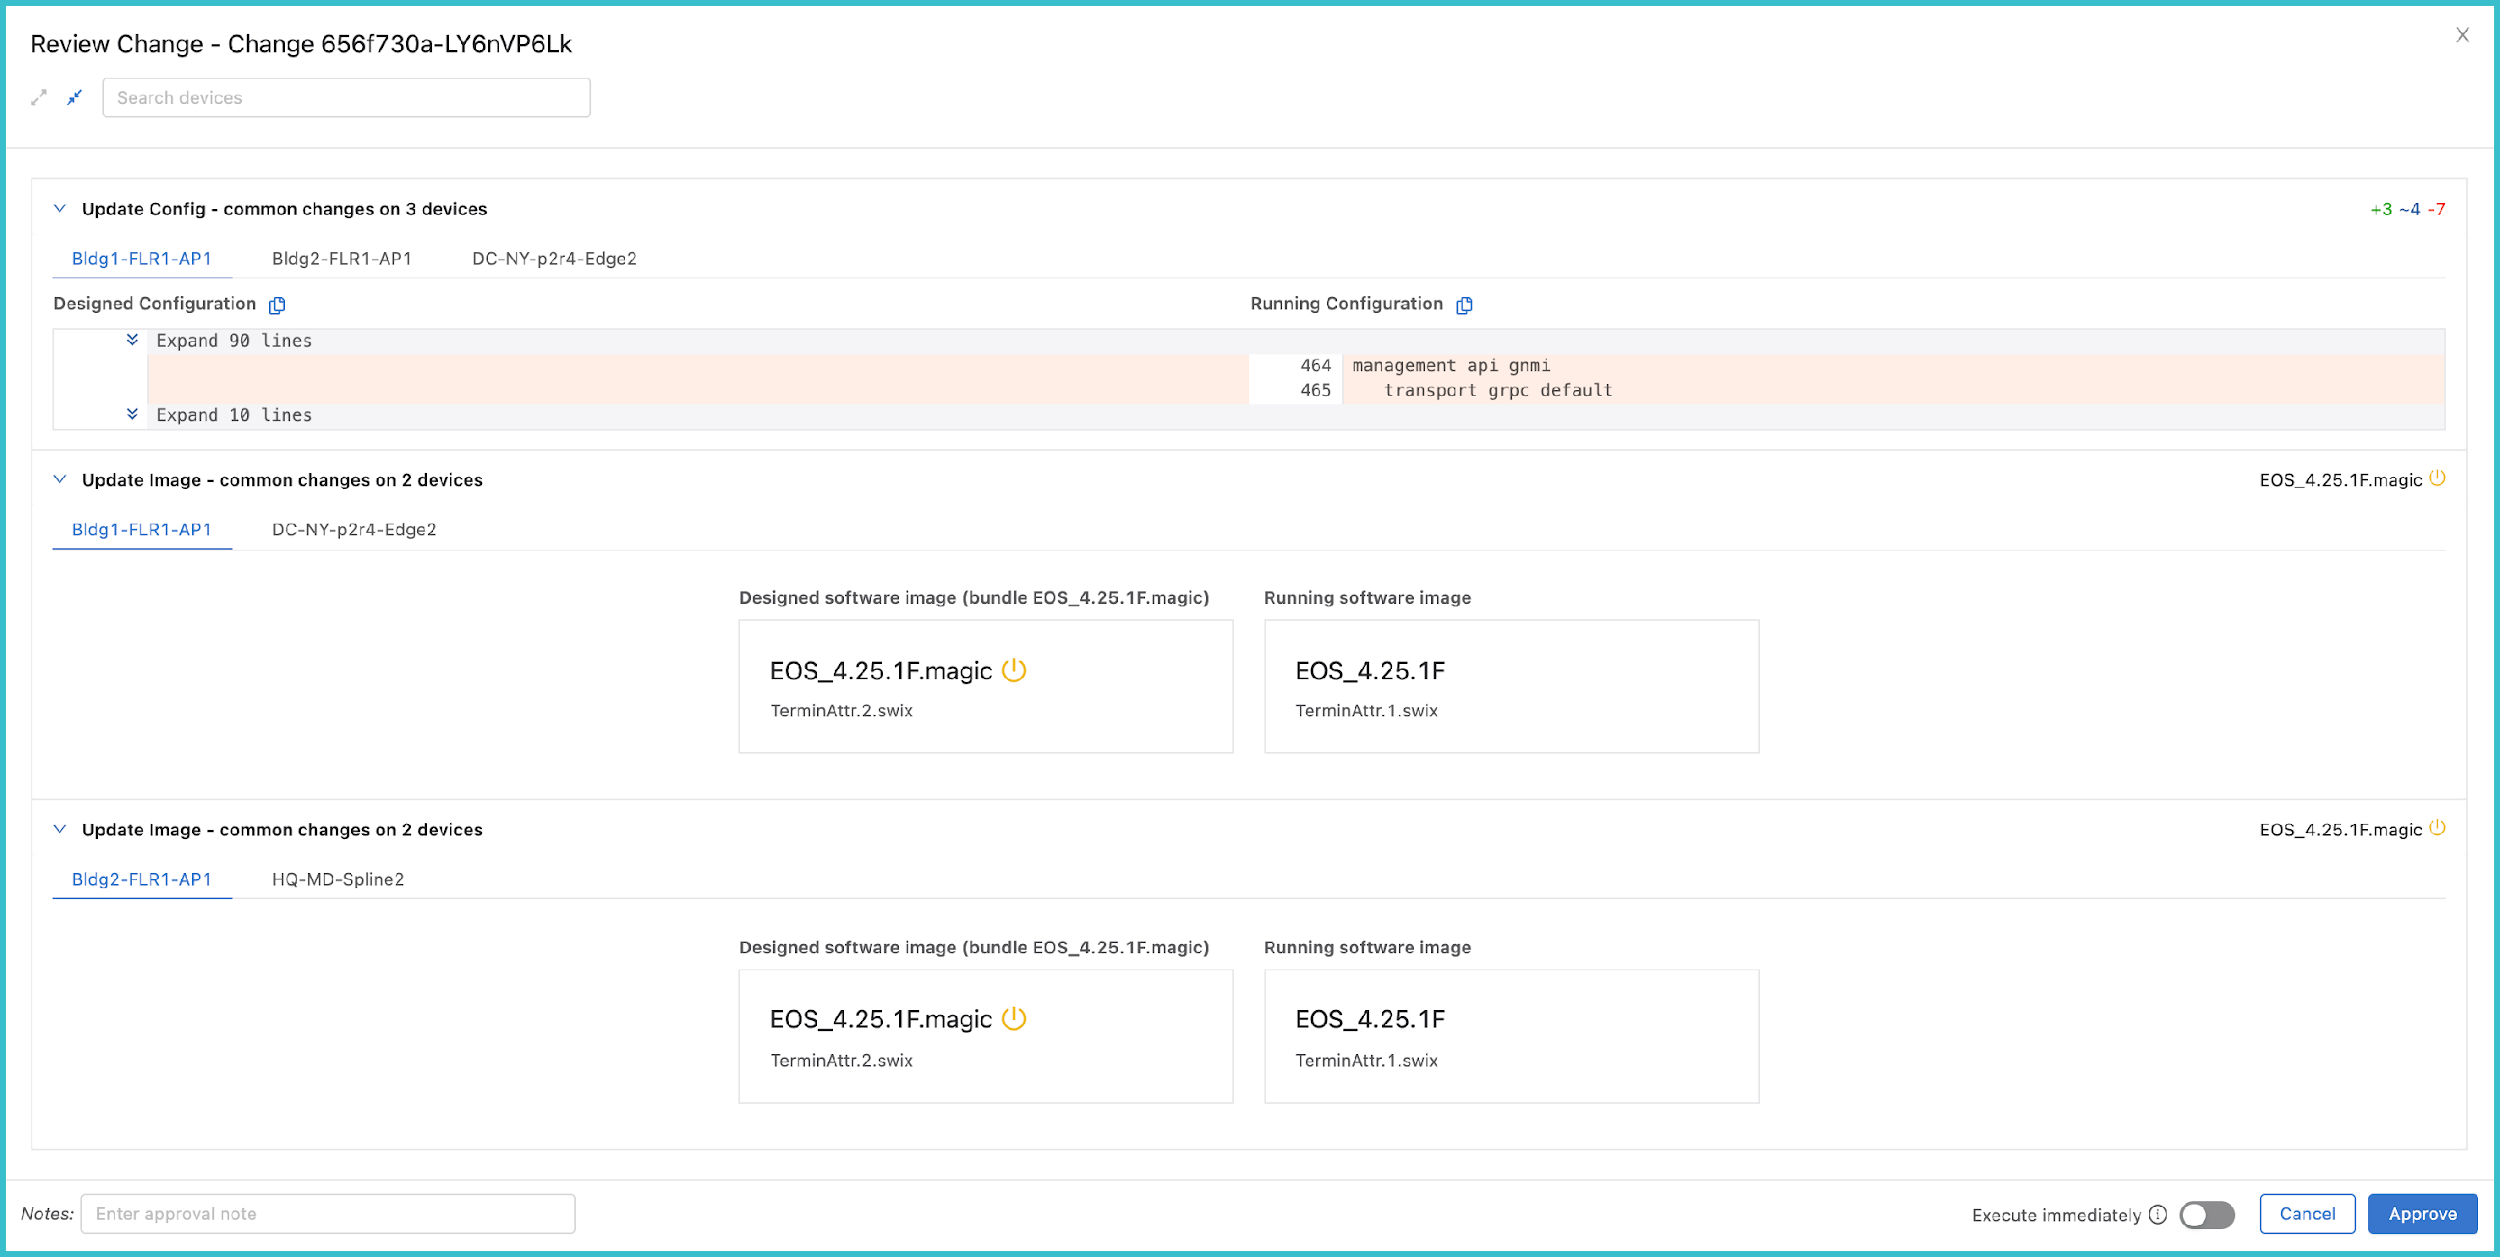 Review Change - Change 656f730a-LY6nVP6Lk
Search devices
Update Config - common changes on 3 devices
+3 ~4 -7
Bldg1-FLR1-AP1 Bldg2-FLR1-AP1 DC-NY-p2r4-Edge2
Designed Configuration Running Configuration
Expand 90 lines
464 management api gnmi
465 transport grpc default
Expand 10 lines
Update Image - common changes on 2 devices
EOS_4.25.1F.magic
Bldg1-FLR1-AP1 DC-NY-p2r4-Edge2
Designed software image (bundle EOS_4.25.1F.magic) Running software image
EOS_4.25.1F.magic EOS_4.25.1F
TerminAttr.2.swix TerminAttr.1.swix
Update Image - common changes on 2 devices
EOS_4.25.1F.magic
Bldg2-FLR1-AP1 HQ-MD-Spline2
Designed software image (bundle EOS_4.25.1F.magic) Running software image
EOS_4.25.1F.magic EOS_4.25.1F
TerminAttr.2.swix TerminAttr.1.swix
Notes: Enter approval note
Execute immediately Cancel Approve